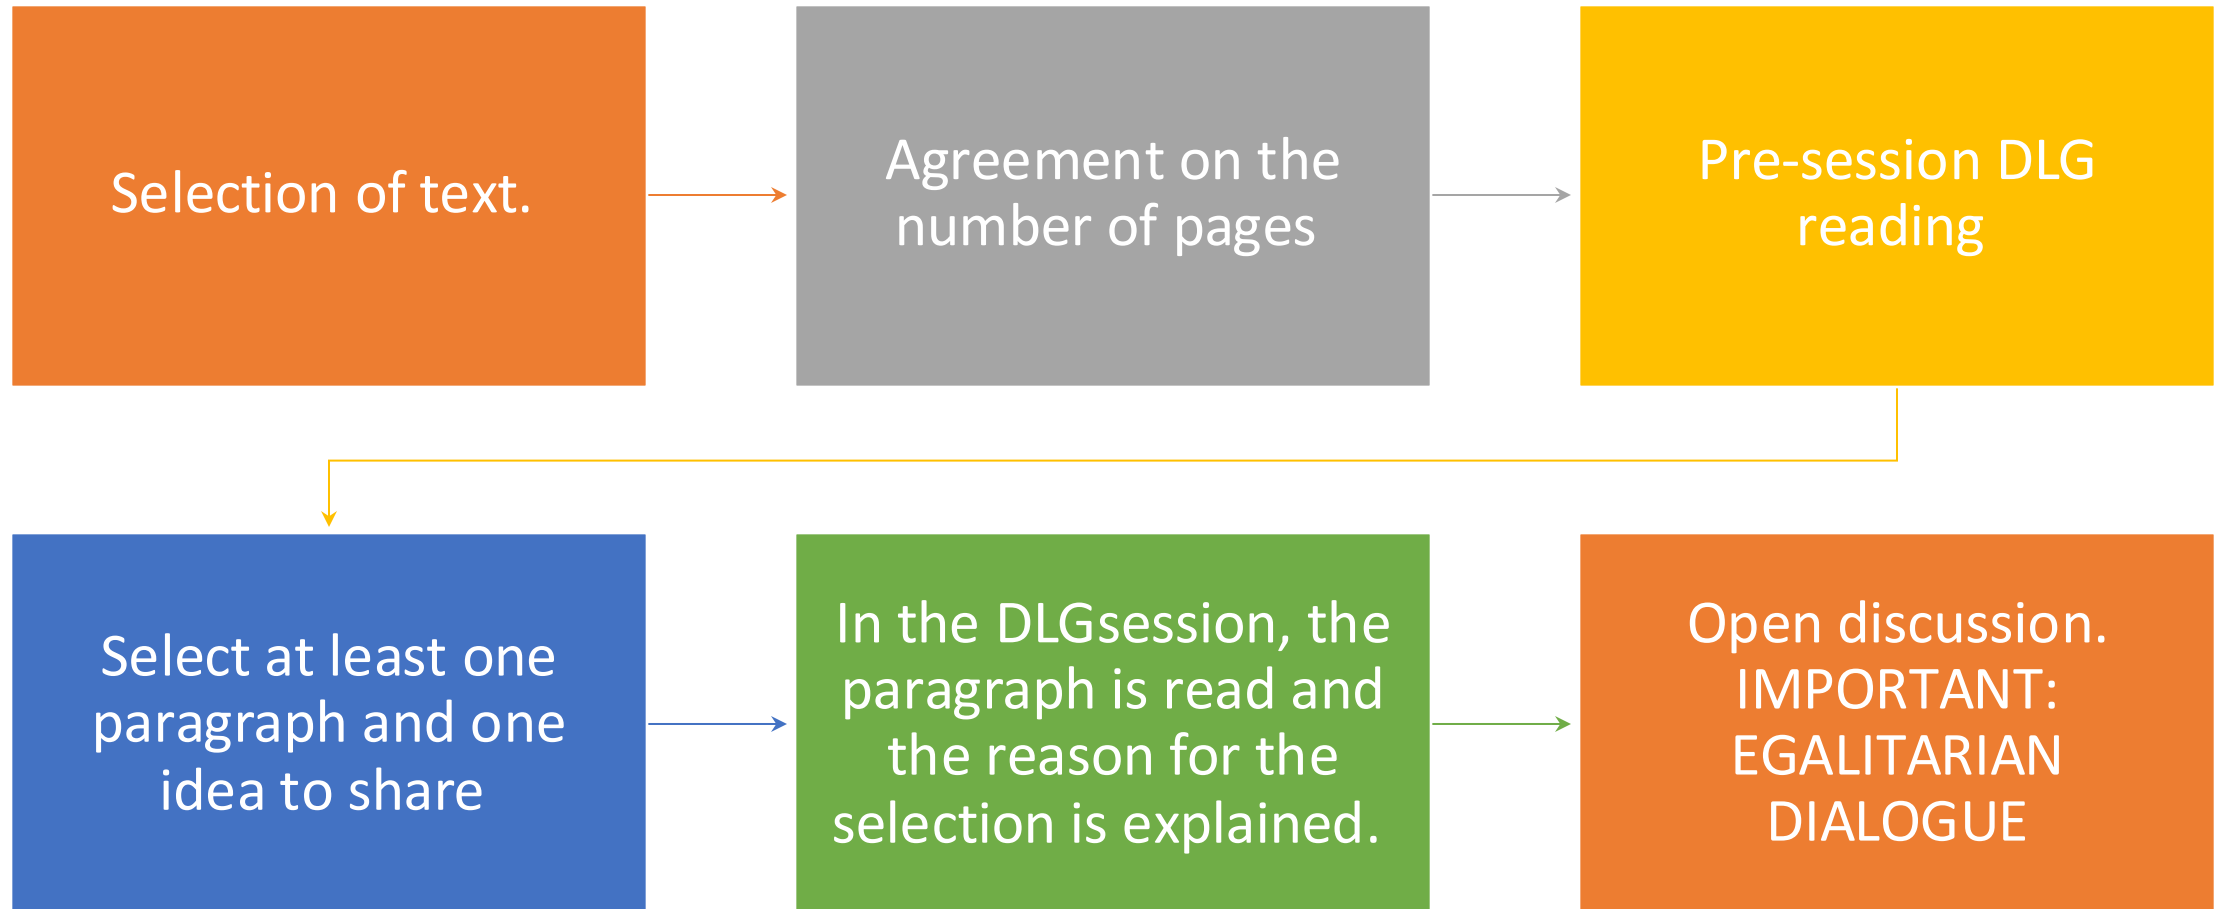 Selection of text.
Agreement on the
number of pages
Pre-session DLG
reading
Select at least one
paragraph and one
idea to share
In the DLGsession, the
paragraph is read and
the reason for the
selection is explained.
Open discussion.
IMPORTANT:
EGALITARIAN
DIALOGUE